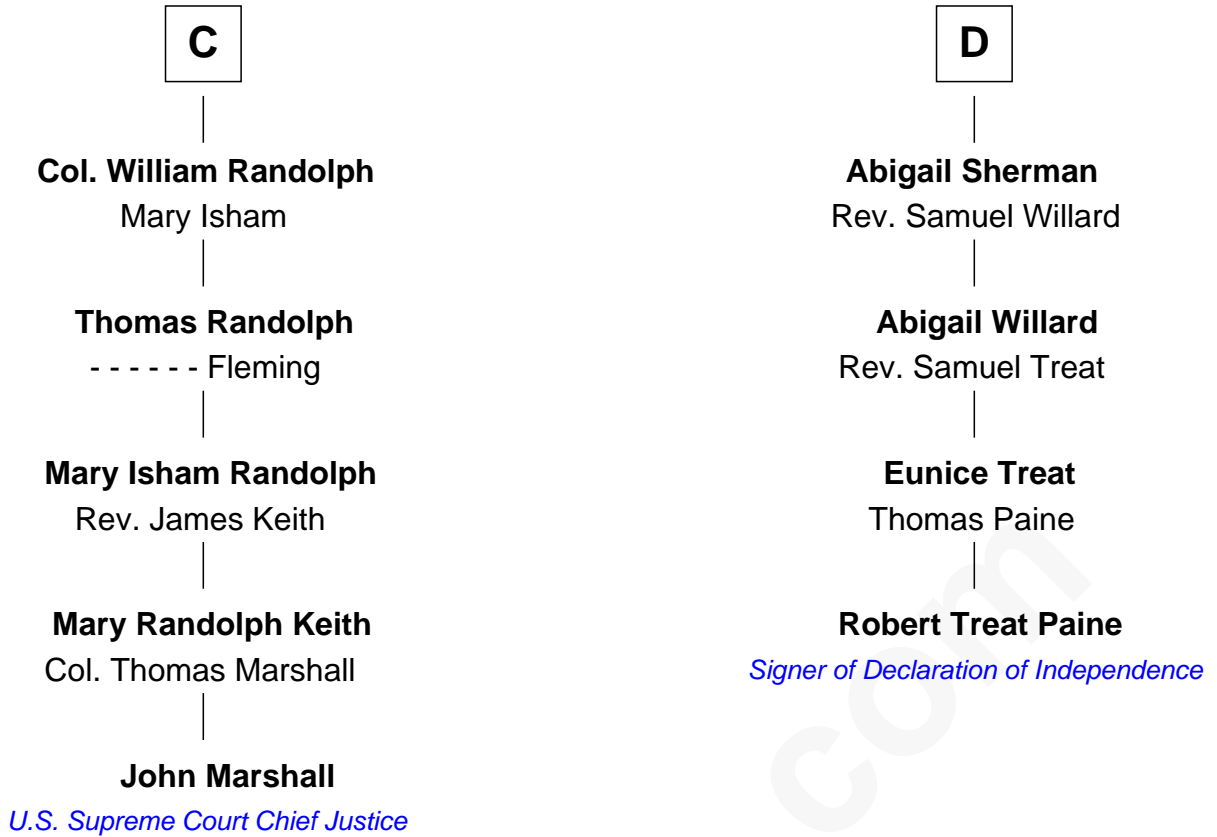 C
Col. William Randolph
Mary Isham
Thomas Randolph
- - - - - - Fleming
Mary Isham Randolph
Rev. James Keith
Mary Randolph Keith
Col. Thomas Marshall
John Marshall
U.S. Supreme Court Chief Justice
D
Abigail Sherman
Rev. Samuel Willard
Abigail Willard
Rev. Samuel Treat
Eunice Treat
Thomas Paine
Robert Treat Paine
Signer of Declaration of Independence
com